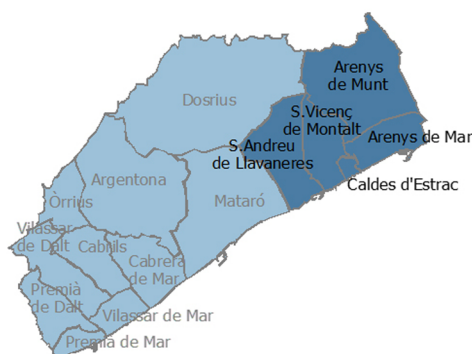 Arenys
de Munt
Dosrius
S.Vicenç
de Montalt
Arenys de Mar
S.Andreu
de Llavaneres
Argentona
Caldes d'Estrac
Òrrius
Mataró
Vilassar
de Dalt
Cabrils
Cabrera
de Mar
Premià
de Dalt
Vilassar de Mar
Premià de Mar